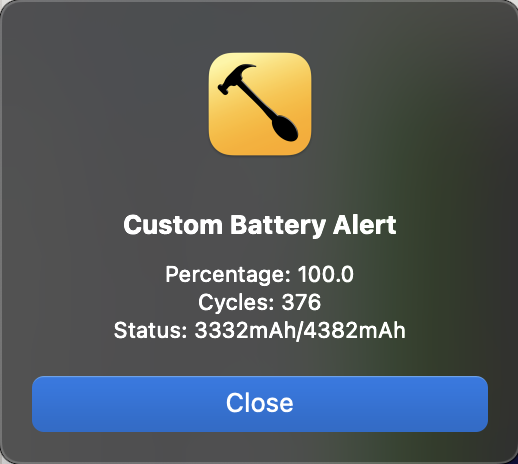 Custom Battery Alert
Percentage: 100.0
Cycles: 376
Status: 3332mAh/4382mAh
Close